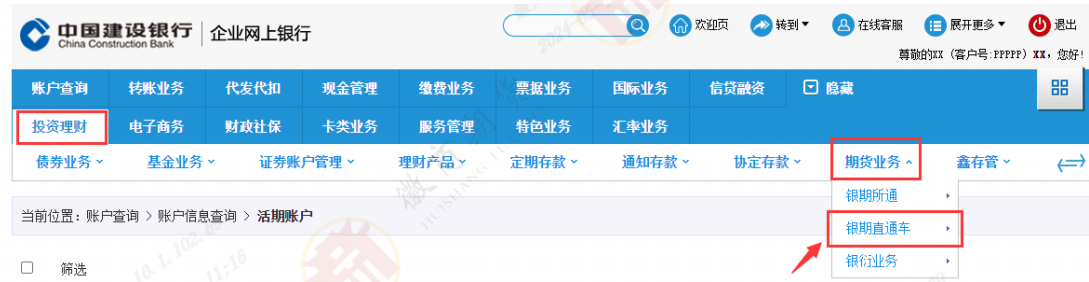 中国建设银行 企业网上银行 欢迎页 转到 在线客服 展开更多 退出
China Construction Bank
尊敬的XX（客户号:PPPPP）XX，您好!
账户查询 转账业务 代发代扣 现金管理 缴费业务 票据业务 国际业务 信贷融资 隐藏
投资理财 电子商务 财政社保 卡类业务 服务管理 特色业务 汇率业务
债券业务 基金业务 证券账户管理 理财产品 定期存款 通知存款 协定存款 期货业务 鑫存管
银期所通
当前位置：账户查询 > 账户信息查询 > 活期账户
银期直通车
银衍业务
筛选